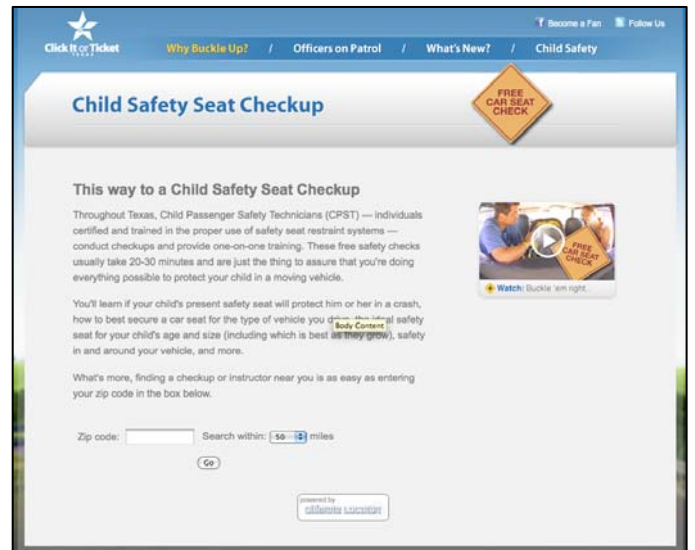 Become a Fan Follow Us
Click It or Ticket
TEXAS
Why Buckle Up? / Officers on Patrol / What's New? / Child Safety
Child Safety Seat Checkup
FREE
CAR SEAT
CHECK
This way to a Child Safety Seat Checkup
Throughout Texas, Child Passenger Safety Technicians (CPST) — individuals
certified and trained in the proper use of safety seat restraint systems —
conduct checkups and provide one-on-one training. These free safety checks
usually take 20-30 minutes and are just the thing to assure that you're doing
everything possible to protect your child in a moving vehicle.
FREE
CAR SEAT
CHECK
Watch: Buckle 'em right...
You'll learn if your child's present safety seat will protect him or her in a crash,
how to best secure a car seat for the type of vehicle you safety
Body Content
seat for your child's age and size (including which is best as they grow), safety
in and around your vehicle, and more.
What's more, finding a checkup or instructor near you is as easy as entering
your zip code in the box below.
Zip code: Search within: 50 miles
Go
powered by